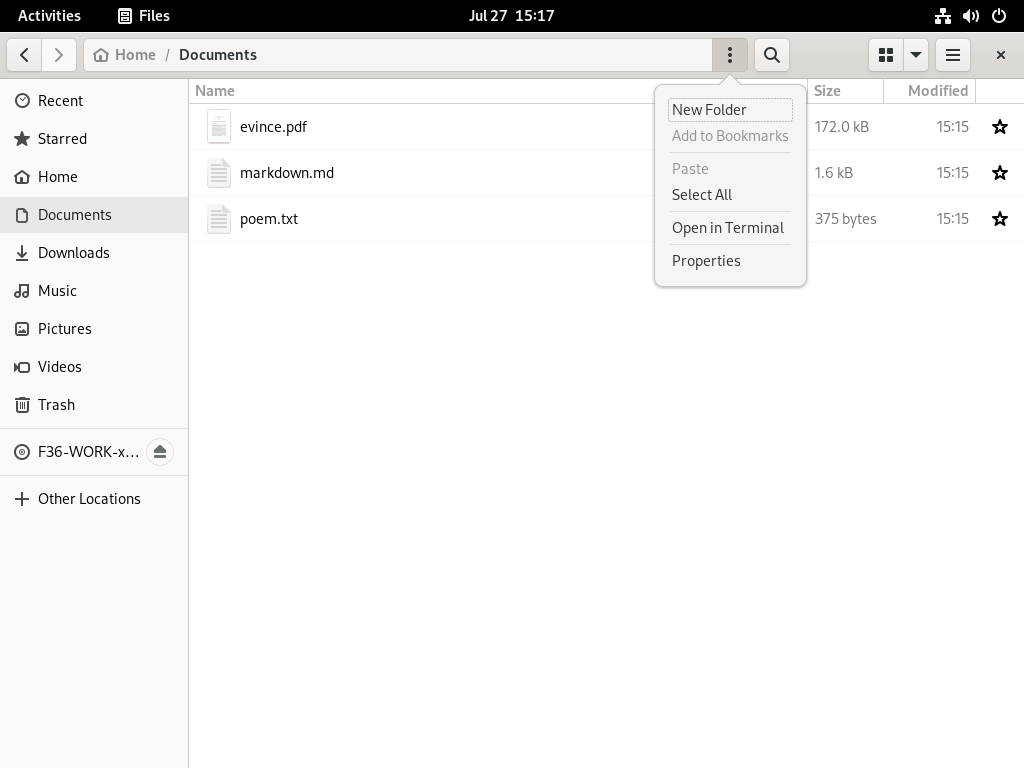 Activities Files Jul 27 15:17
Home / Documents
Name Size Modified
Recent
Starred
Home
Documents
Downloads
Music
Pictures
Videos
Trash
F36-WORK-x…
Other Locations
evince.pdf 172.0 kB 15:15
markdown.md 1.6 kB 15:15
poem.txt 375 bytes 15:15
New Folder
Add to Bookmarks
Paste
Select All
Open in Terminal
Properties